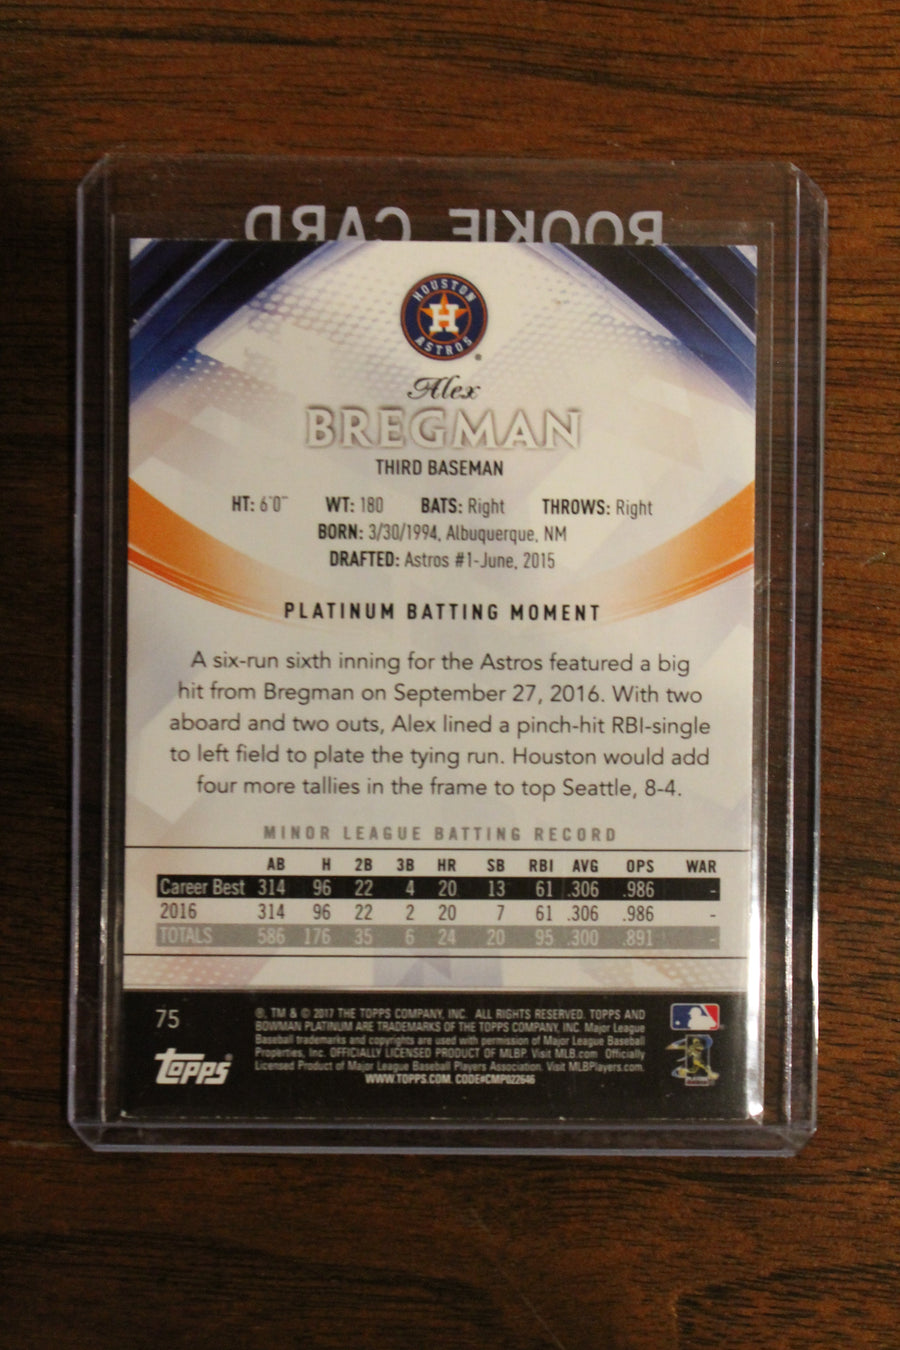 ROOKIE CARD
HOUSTON
H
ASTROS
Alex
BREGMAN
THIRD BASEMAN
HT: 6'0" WT: 180 BATS: Right THROWS: Right
BORN: 3/30/1994, Albuquerque, NM
DRAFTED: Astros #1-June, 2015
PLATINUM BATTING MOMENT
A six-run sixth inning for the Astros featured a big
hit from Bregman on September 27, 2016. With two
aboard and two outs, Alex lined a pinch-hit RBI-single
to left field to plate the tying run. Houston would add
four more tallies in the frame to top Seattle, 8-4.
MINOR LEAGUE BATTING RECORD
AB H 2B 3B HR SB RBI AVG OPS WAR
Career Best 314 96 22 4 20 13 61 .306 .986 -
2016 314 96 22 2 20 7 61 .306 .986 -
TOTALS 586 176 35 6 24 20 95 .300 .891 -
75
®, TM & © 2017 THE TOPPS COMPANY, INC. ALL RIGHTS RESERVED. TOPPS AND
BOWMAN PLATINUM ARE TRADEMARKS OF THE TOPPS COMPANY, INC. Major League
Baseball trademarks and copyrights are used with permission of Major League Baseball
Properties, Inc. OFFICIALLY LICENSED PRODUCT OF MLBP. Visit MLB.com Officially
Licensed Product of Major League Baseball Players Association. Visit MLBPlayers.com.
WWW.TOPPS.COM. CODE#CMP022646
Topps®